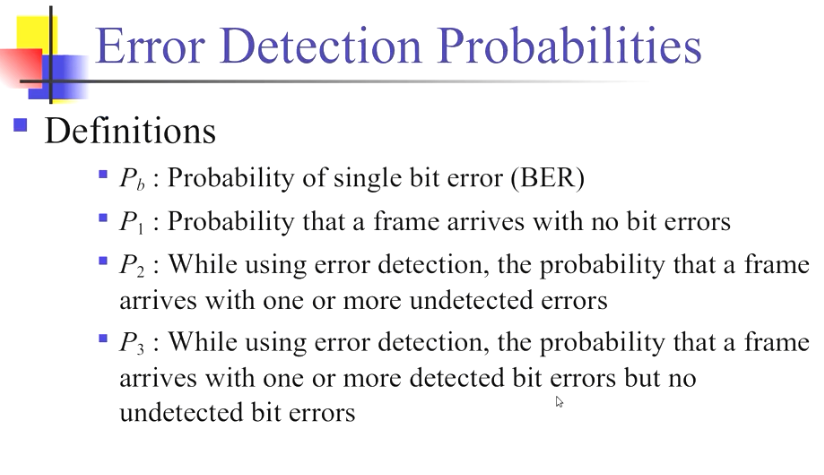 Error Detection Probabilities
Definitions
P_b : Probability of single bit error (BER)
P_1 : Probability that a frame arrives with no bit errors
P_2 : While using error detection, the probability that a frame
arrives with one or more undetected errors
P_3 : While using error detection, the probability that a frame
arrives with one or more detected bit errors but no
undetected bit errors